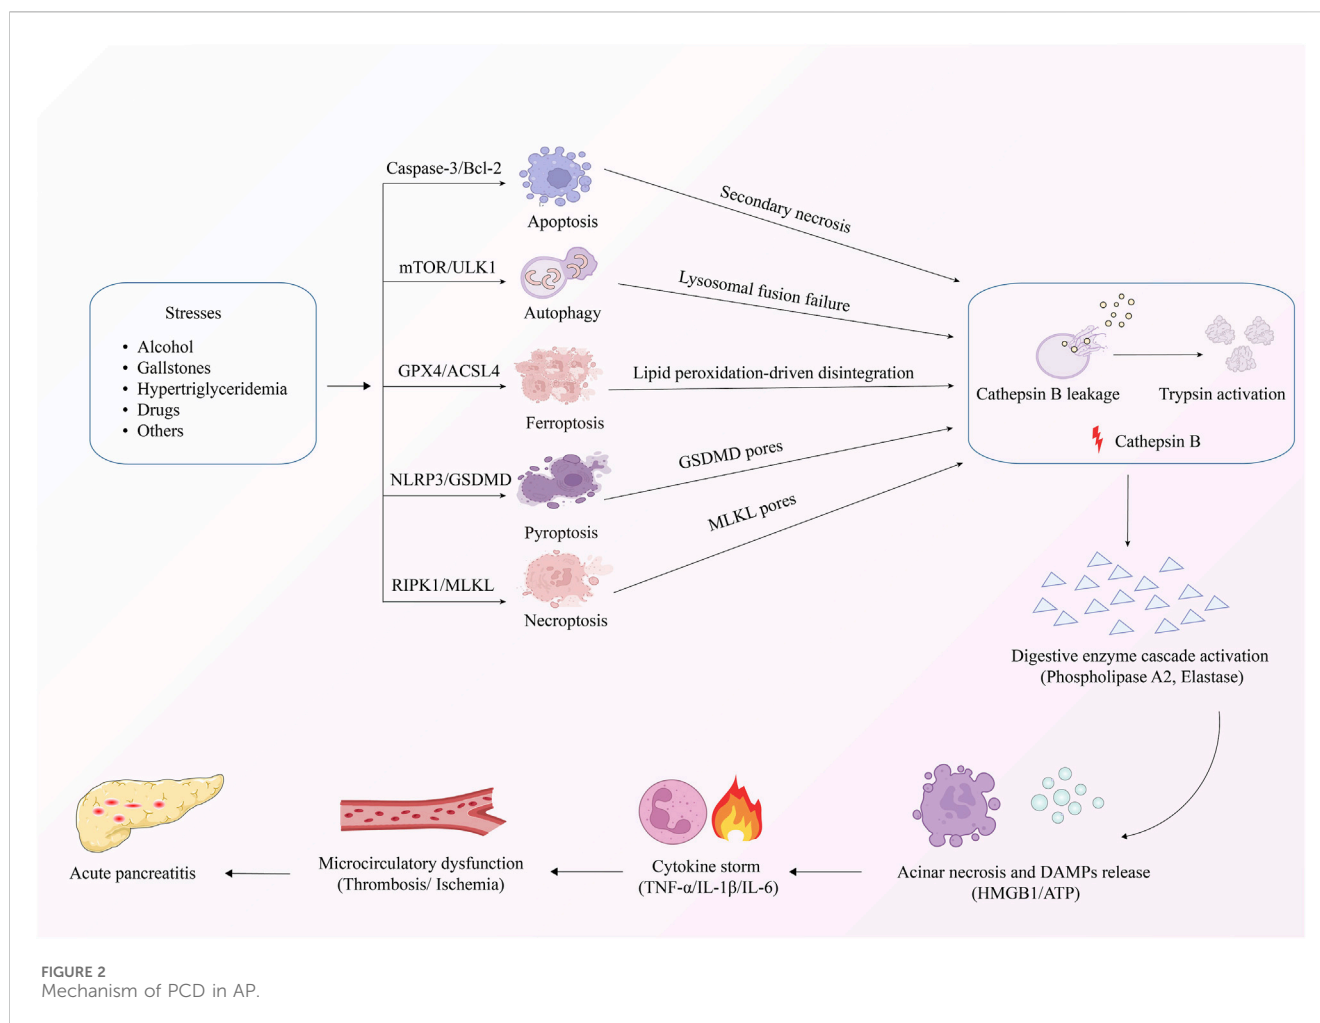 Stresses
• Alcohol
• Gallstones
• Hypertriglyceridemia
• Drugs
• Others
Caspase-3/Bcl-2
Apoptosis
mTOR/ULK1
Autophagy
GPX4/ACSL4
Ferroptosis
NLRP3/GSDMD
Pyroptosis
RIPK1/MLKL
Necroptosis
Secondary necrosis
Lysosomal fusion failure
Lipid peroxidation-driven disintegration
GSDMD pores
MLKL pores
Cathepsin B leakage
Trypsin activation
Cathepsin B
Digestive enzyme cascade activation
(Phospholipase A2, Elastase)
Acinar necrosis and DAMPs release
(HMGB1/ATP)
Cytokine storm
(TNF-α/IL-1β/IL-6)
Microcirculatory dysfunction
(Thrombosis/ Ischemia)
Acute pancreatitis
FIGURE 2
Mechanism of PCD in AP.